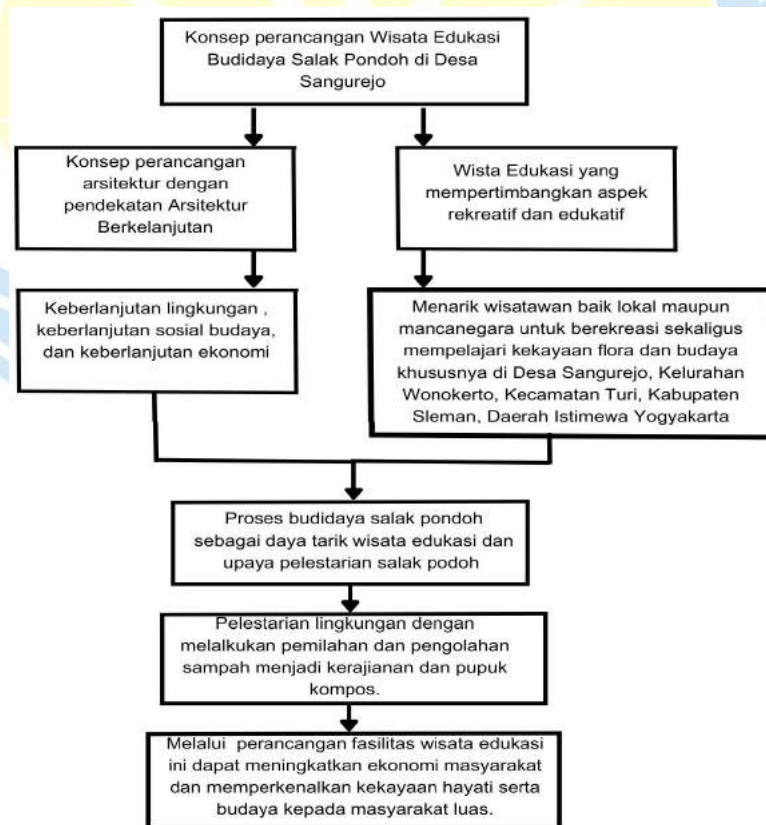 Konsep perancangan Wisata Edukasi
Budidaya Salak Pondoh di Desa
Sangurejo
Konsep perancangan
arsitektur dengan
pendekatan Arsitektur
Berkelanjutan
Wista Edukasi yang
mempertimbangkan aspek
rekreatif dan edukatif
Keberlanjutan lingkungan ,
keberlanjutan sosial budaya,
dan keberlanjutan ekonomi
Menarik wisatawan baik lokal maupun
mancanegara untuk berekreasi sekaligus
mempelajari kekayaan flora dan budaya
khususnya di Desa Sangurejo, Kelurahan
Wonokerto, Kecamatan Turi, Kabupaten
Sleman, Daerah Istimewa Yogyakarta
Proses budidaya salak pondoh
sebagai daya tarik wisata edukasi dan
upaya pelestarian salak podoh
Pelestarian lingkungan dengan
melalkukan pemilahan dan pengolahan
sampah menjadi kerajianan dan pupuk
kompos.
Melalui perancangan fasilitas wisata edukasi
ini dapat meningkatkan ekonomi masyarakat
dan memperkenalkan kekayaan hayati serta
budaya kepada masyarakat luas.